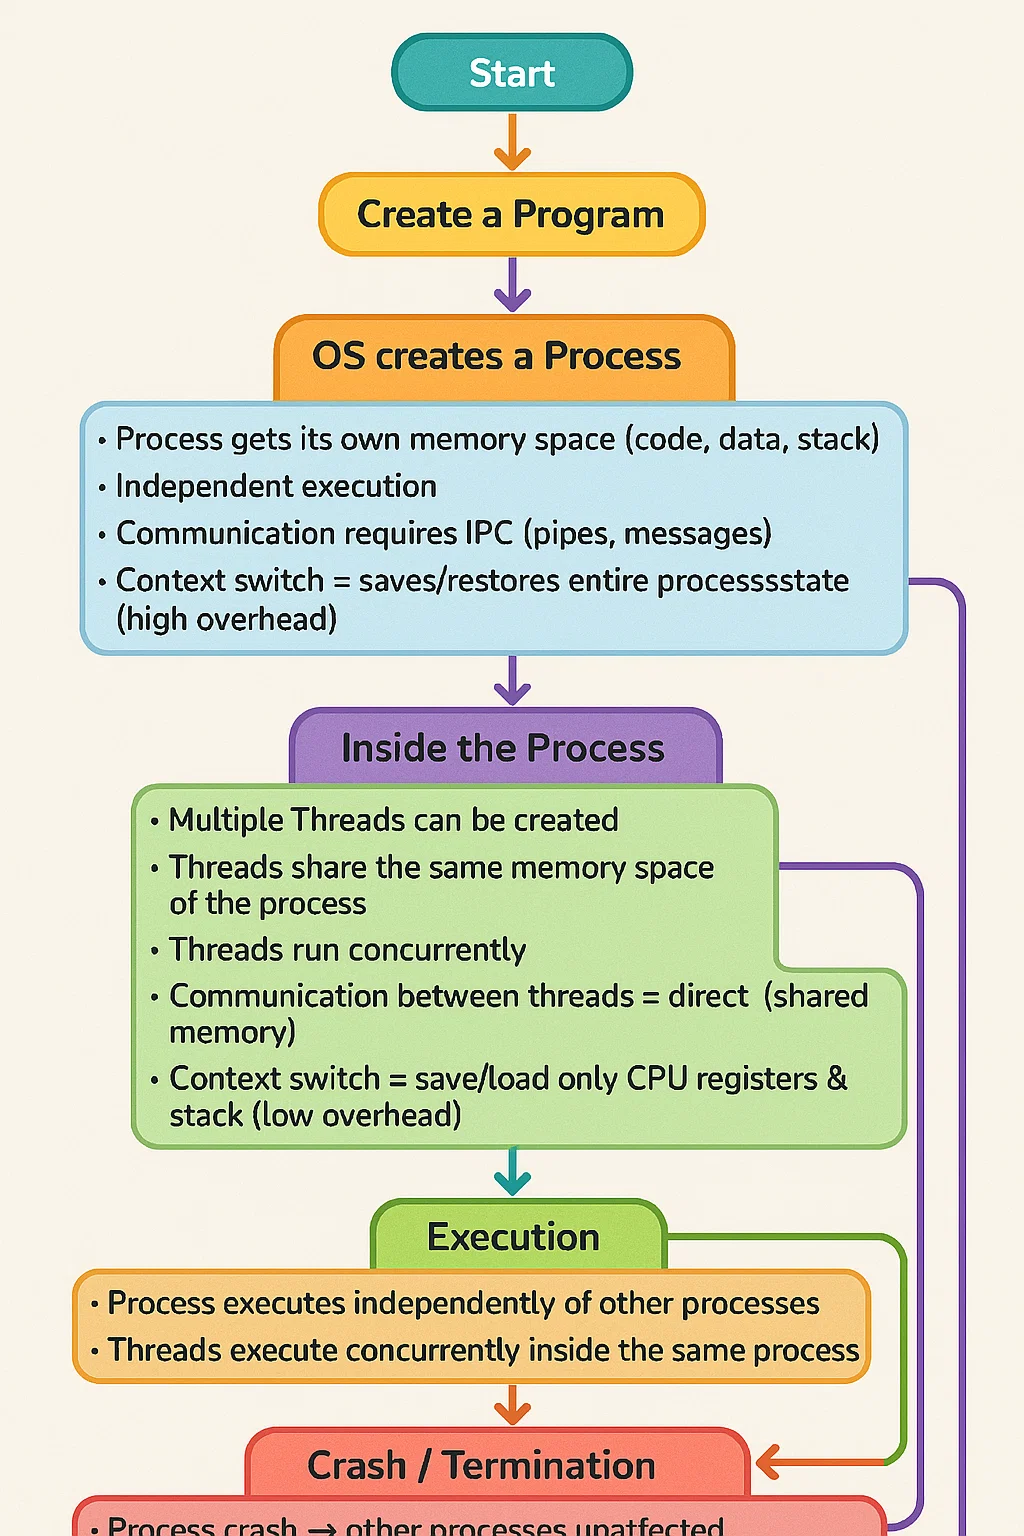 Start
Create a Program
OS creates a Process
• Process gets its own memory space (code, data, stack)
• Independent execution
• Communication requires IPC (pipes, messages)
• Context switch = saves/restores entire processsstate
(high overhead)
Inside the Process
• Multiple Threads can be created
• Threads share the same memory space
of the process
• Threads run concurrently
• Communication between threads = direct (shared
memory)
• Context switch = save/load only CPU registers &
stack (low overhead)
Execution
• Process executes independently of other processes
• Threads execute concurrently inside the same process
Crash / Termination
• Process crash → other processes unatfected